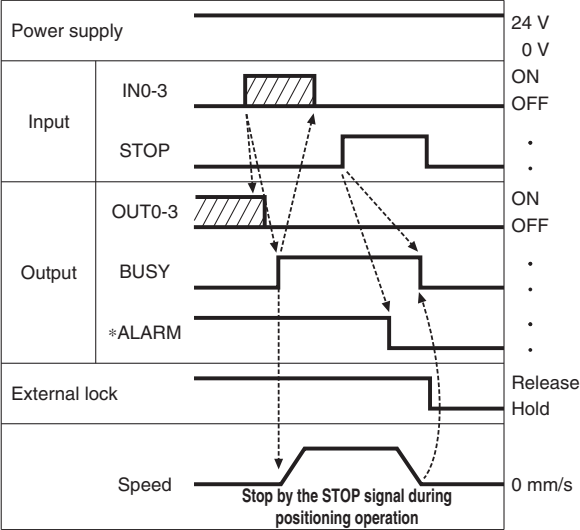 Power supply
24 V
0 V
Input
IN0-3
ON
OFF
STOP
Output
OUT0-3
ON
OFF
BUSY
*ALARM
External lock
Release
Hold
Speed
0 mm/s
Stop by the STOP signal during
positioning operation